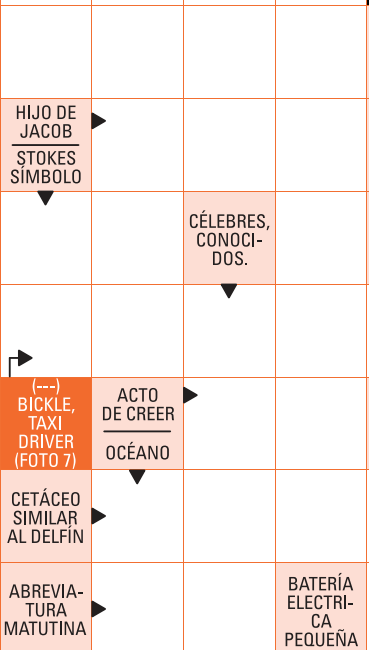 HIJO DE
JACOB
STOKES
SÍMBOLO
CÉLEBRES,
CONOCI-
DOS.
(---)
BICKLE,
TAXI
DRIVER
(FOTO 7)
ACTO
DE CREER
OCÉANO
CETÁCEO
SIMILAR
AL DELFÍN
ABREVIA-
TURA
MATUTINA
BATERÍA
ELECTRI-
CA
PEQUEÑA